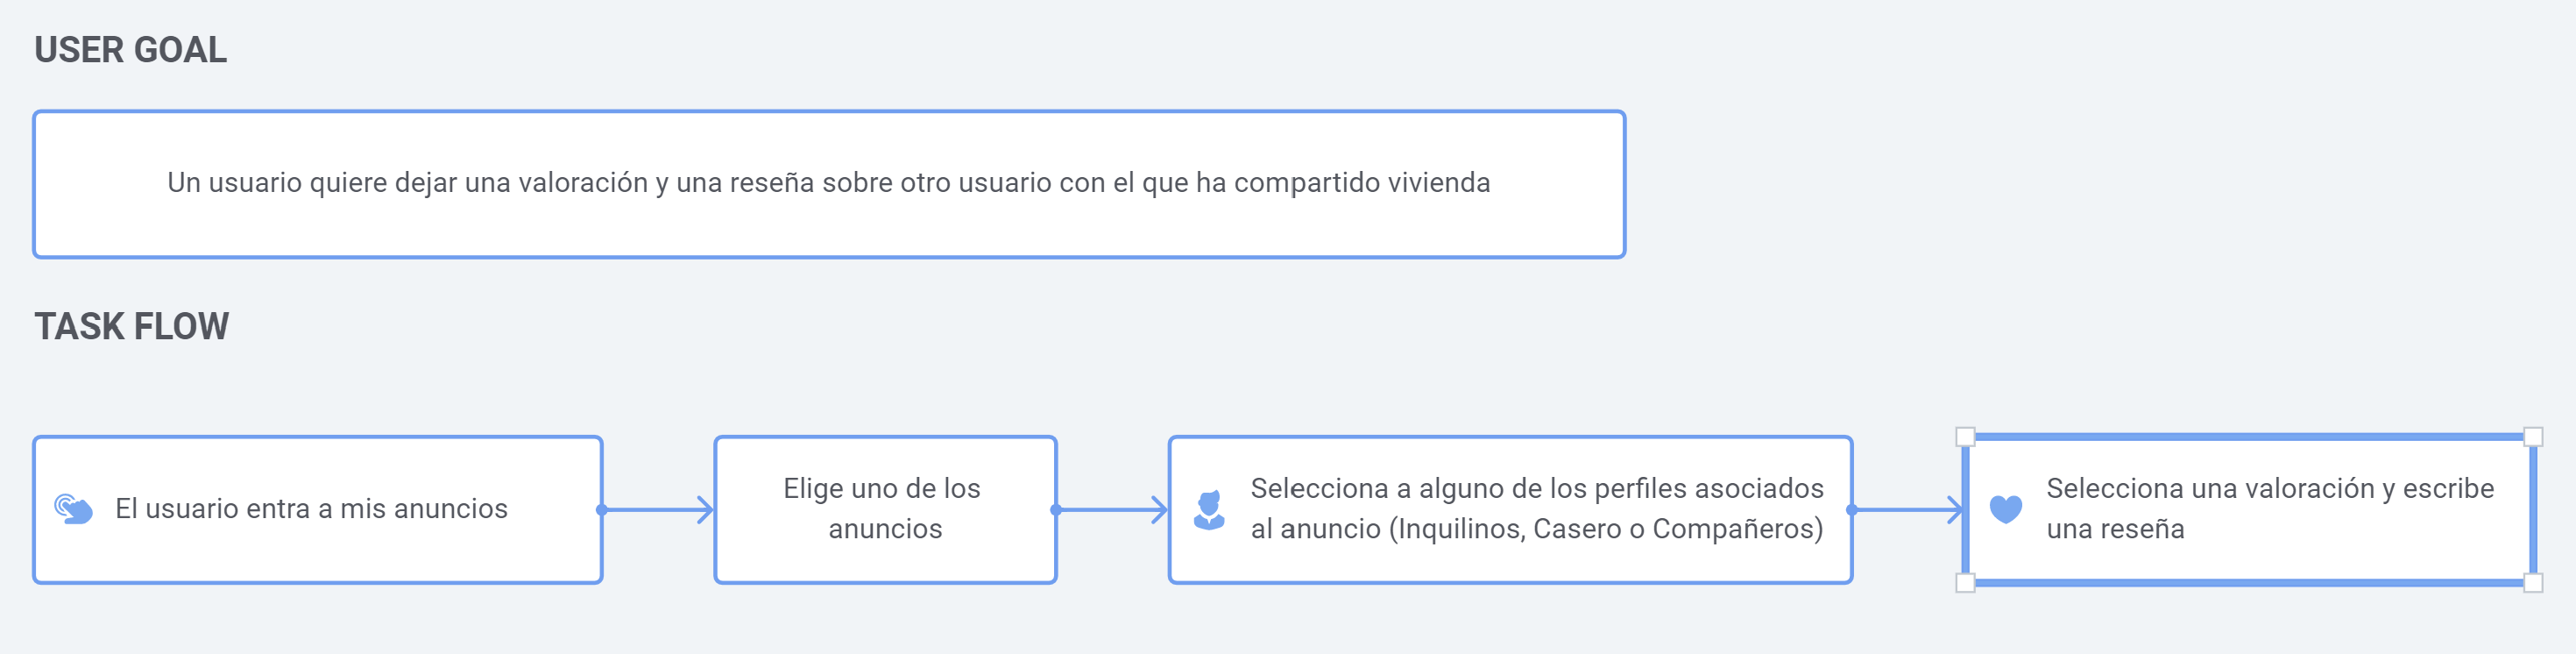 USER GOAL
Un usuario quiere dejar una valoración y una reseña sobre otro usuario con el que ha compartido vivienda
TASK FLOW
El usuario entra a mis anuncios
Elige uno de los
anuncios
Selecciona a alguno de los perfiles asociados
al anuncio (Inquilinos, Casero o Compañeros)
Selecciona una valoración y escribe
una reseña